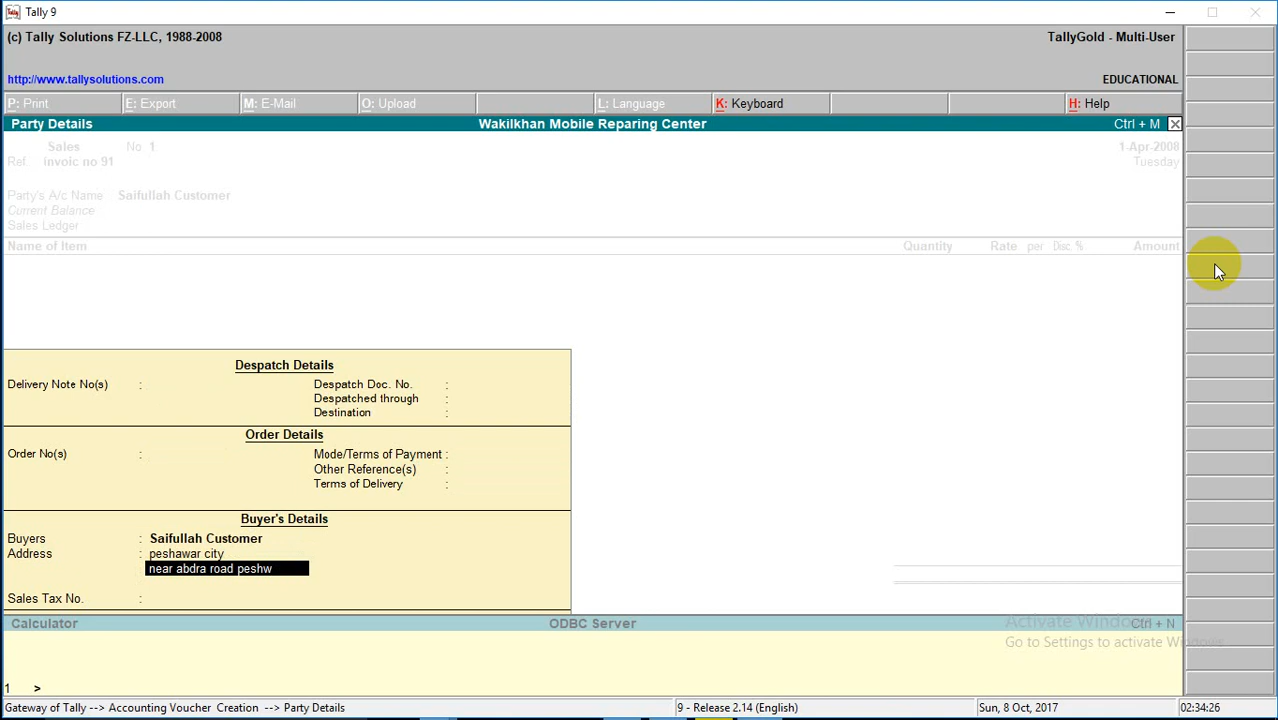 Tally 9
(c) Tally Solutions FZ-LLC, 1988-2008 TallyGold - Multi-User
http://www.tallysolutions.com EDUCATIONAL
P: Print E: Export M: E-Mail O: Upload L: Language K: Keyboard H: Help
Party Details Wakilkhan Mobile Reparing Center Ctrl + M
Sales No 1 1-Apr-2008
Ref invoic no 91 Tuesday
Party's A/c Name Saifullah Customer
Current Balance
Sales Ledger
Name of Item Quantity Rate per Disc. % Amount
Despatch Details
Delivery Note No(s) : Despatch Doc. No. :
Despatched through :
Destination :
Order Details
Order No(s) : Mode/Terms of Payment :
Other Reference(s) :
Terms of Delivery :
Buyer's Details
Buyers : Saifullah Customer
Address : peshawar city
near abdra road peshw
Sales Tax No. :
Calculator ODBC Server Ctrl + N
Activate Windows
Go to Settings to activate Windows.
1 >
Gateway of Tally --> Accounting Voucher Creation --> Party Details 9 - Release 2.14 (English) Sun, 8 Oct, 2017 02:34:26